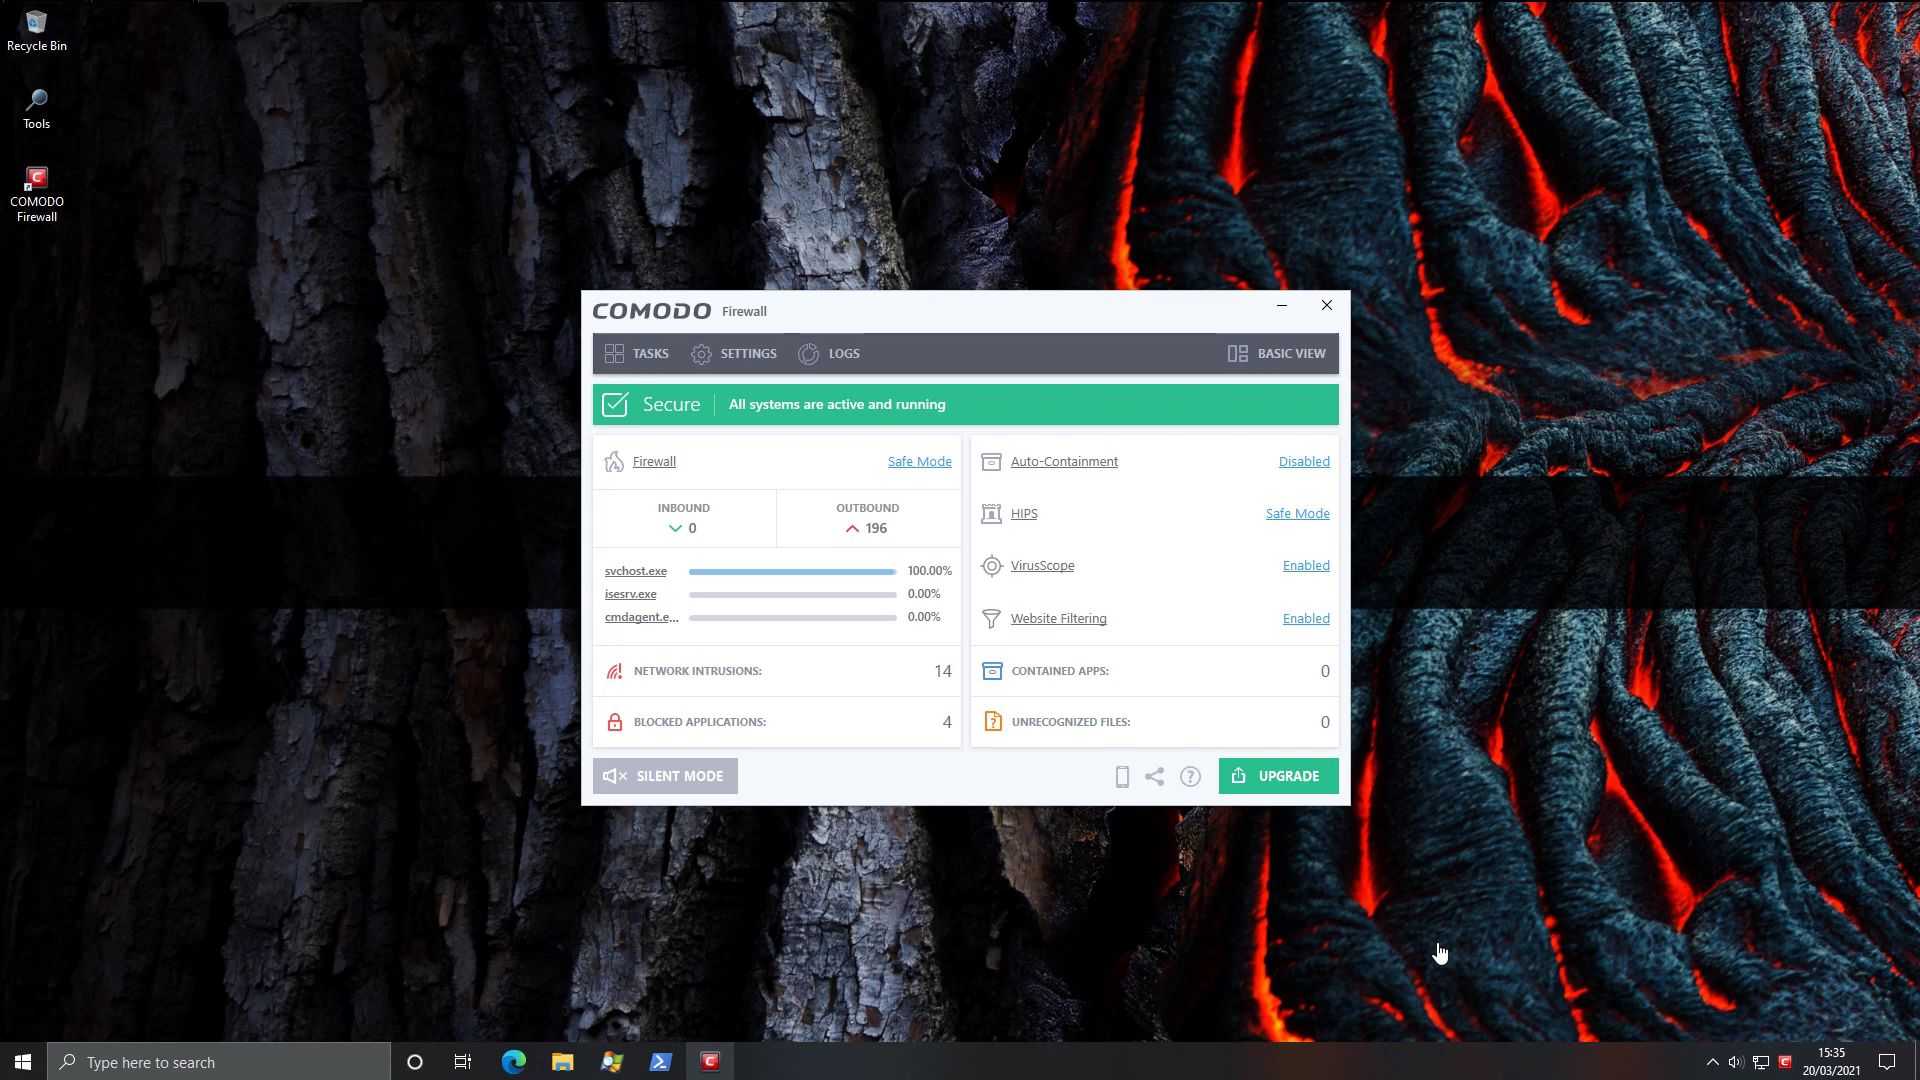 Recycle Bin
Tools
COMODO
Firewall
COMODO Firewall
TASKS SETTINGS LOGS BASIC VIEW
Secure All systems are active and running
Firewall Safe Mode
INBOUND OUTBOUND
0 196
svchost.exe 100.00%
isesrv.exe 0.00%
cmdagent.e... 0.00%
NETWORK INTRUSIONS: 14
BLOCKED APPLICATIONS: 4
Auto-Containment Disabled
HIPS Safe Mode
VirusScope Enabled
Website Filtering Enabled
CONTAINED APPS: 0
UNRECOGNIZED FILES: 0
SILENT MODE UPGRADE
Type here to search
15:35
20/03/2021